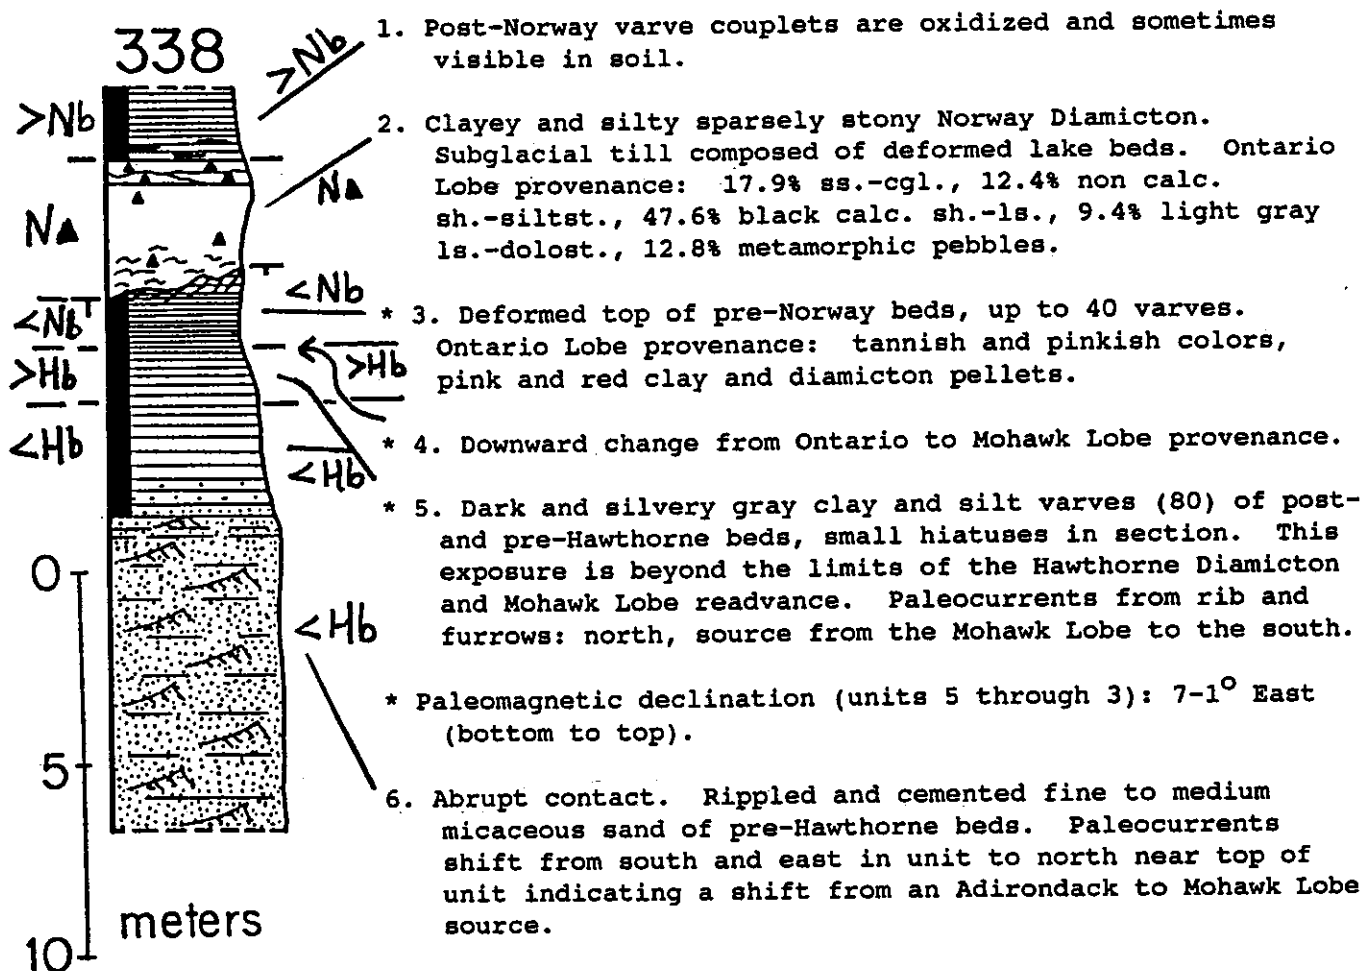 338
>Nb
N▲
<Nb
>Hb
<Hb
0
5
10
meters
>Nb
N▲
<Nb
>Hb
<Hb
<Hb
1. Post-Norway varve couplets are oxidized and sometimes
visible in soil.
2. Clayey and silty sparsely stony Norway Diamicton.
Subglacial till composed of deformed lake beds. Ontario
Lobe provenance: 17.9% ss.-cgl., 12.4% non calc.
sh.-siltst., 47.6% black calc. sh.-ls., 9.4% light gray
ls.-dolost., 12.8% metamorphic pebbles.
* 3. Deformed top of pre-Norway beds, up to 40 varves.
Ontario Lobe provenance: tannish and pinkish colors,
pink and red clay and diamicton pellets.
* 4. Downward change from Ontario to Mohawk Lobe provenance.
* 5. Dark and silvery gray clay and silt varves (80) of post-
and pre-Hawthorne beds, small hiatuses in section. This
exposure is beyond the limits of the Hawthorne Diamicton
and Mohawk Lobe readvance. Paleocurrents from rib and
furrows: north, source from the Mohawk Lobe to the south.
* Paleomagnetic declination (units 5 through 3): 7-1° East
(bottom to top).
6. Abrupt contact. Rippled and cemented fine to medium
micaceous sand of pre-Hawthorne beds. Paleocurrents
shift from south and east in unit to north near top of
unit indicating a shift from an Adirondack to Mohawk Lobe
source.